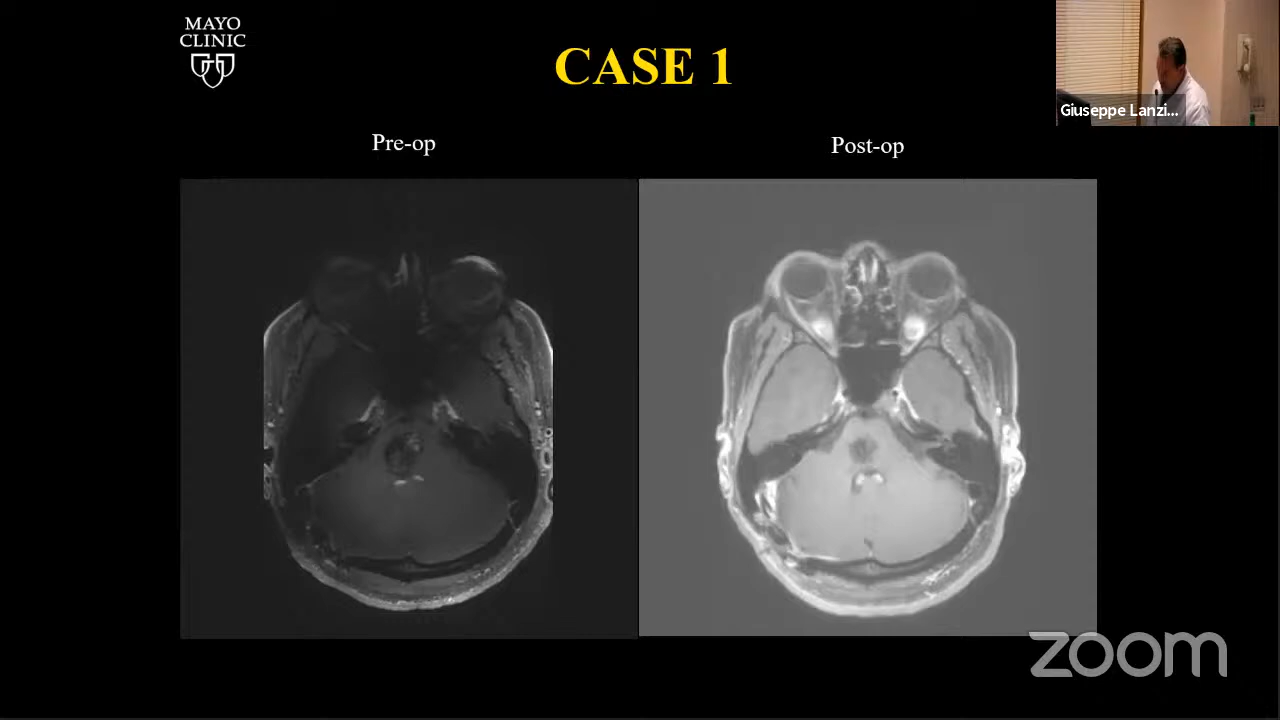 MAYO
CLINIC
CASE 1
Giuseppe Lanzi...
Pre-op
Post-op
zoom